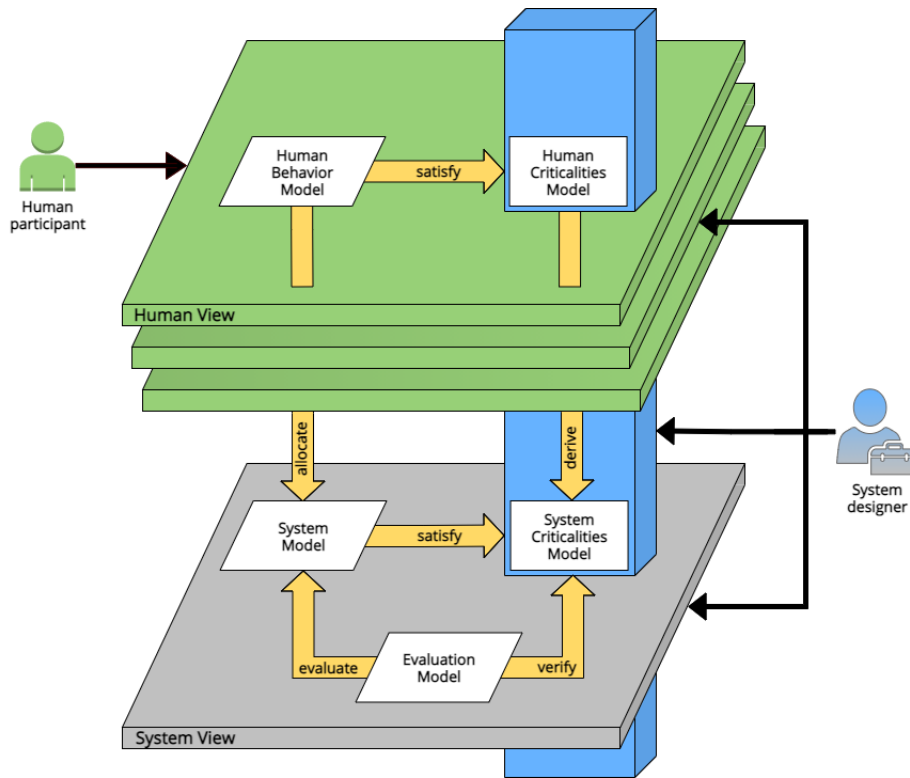 Human
Behavior
Model
satisfy
Human
Criticalities
Model
Human
participant
Human View
allocate
derive
System
designer
System
Model
satisfy
System
Criticalities
Model
evaluate
Evaluation
Model
verify
System View